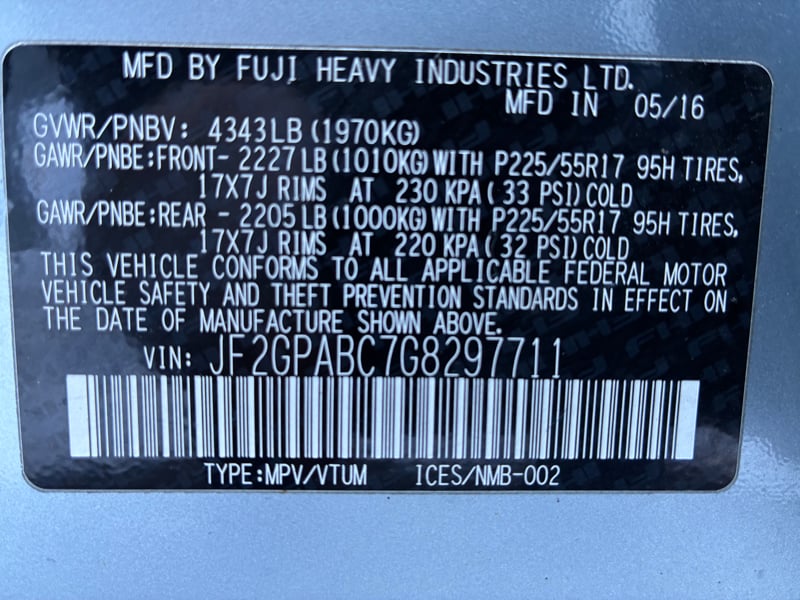 MFD BY FUJI HEAVY INDUSTRIES LTD.
MFD IN 05/16
GVWR/PNBV: 4343LB (1970KG)
GAWR/PNBE:FRONT- 2227LB (1010KG)WITH P225/55R17 95H TIRES,
17X7J RIMS AT 230 KPA( 33 PSI)COLD
GAWR/PNBE:REAR - 2205LB (1000KG)WITH P225/55R17 95H TIRES,
17X7J RIMS AT 220 KPA( 32 PSI)COLD
THIS VEHICLE CONFORMS TO ALL APPLICABLE FEDERAL MOTOR
VEHICLE SAFETY AND THEFT PREVENTION STANDARDS IN EFFECT ON
THE DATE OF MANUFACTURE SHOWN ABOVE.
VIN: JF2GPABC7G8297711
TYPE:MPV/VTUM ICES/NMB-002